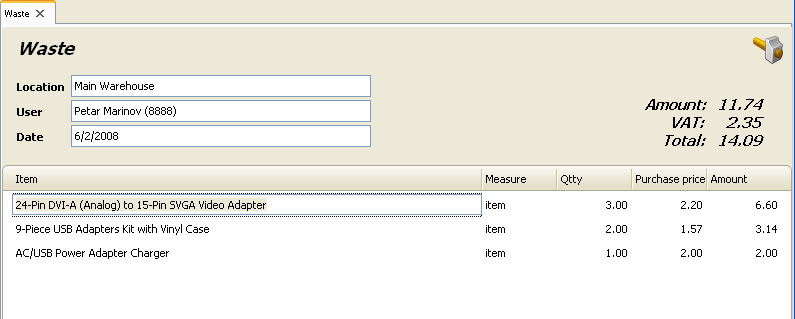 Waste
Waste
Location Main Warehouse
User Petar Marinov (8888)
Date 6/2/2008
Amount: 11.74
VAT: 2.35
Total: 14.09
Item Measure Qtty Purchase price Amount
24-Pin DVI-A (Analog) to 15-Pin SVGA Video Adapter item 3.00 2.20 6.60
9-Piece USB Adapters Kit with Vinyl Case item 2.00 1.57 3.14
AC/USB Power Adapter Charger item 1.00 2.00 2.00